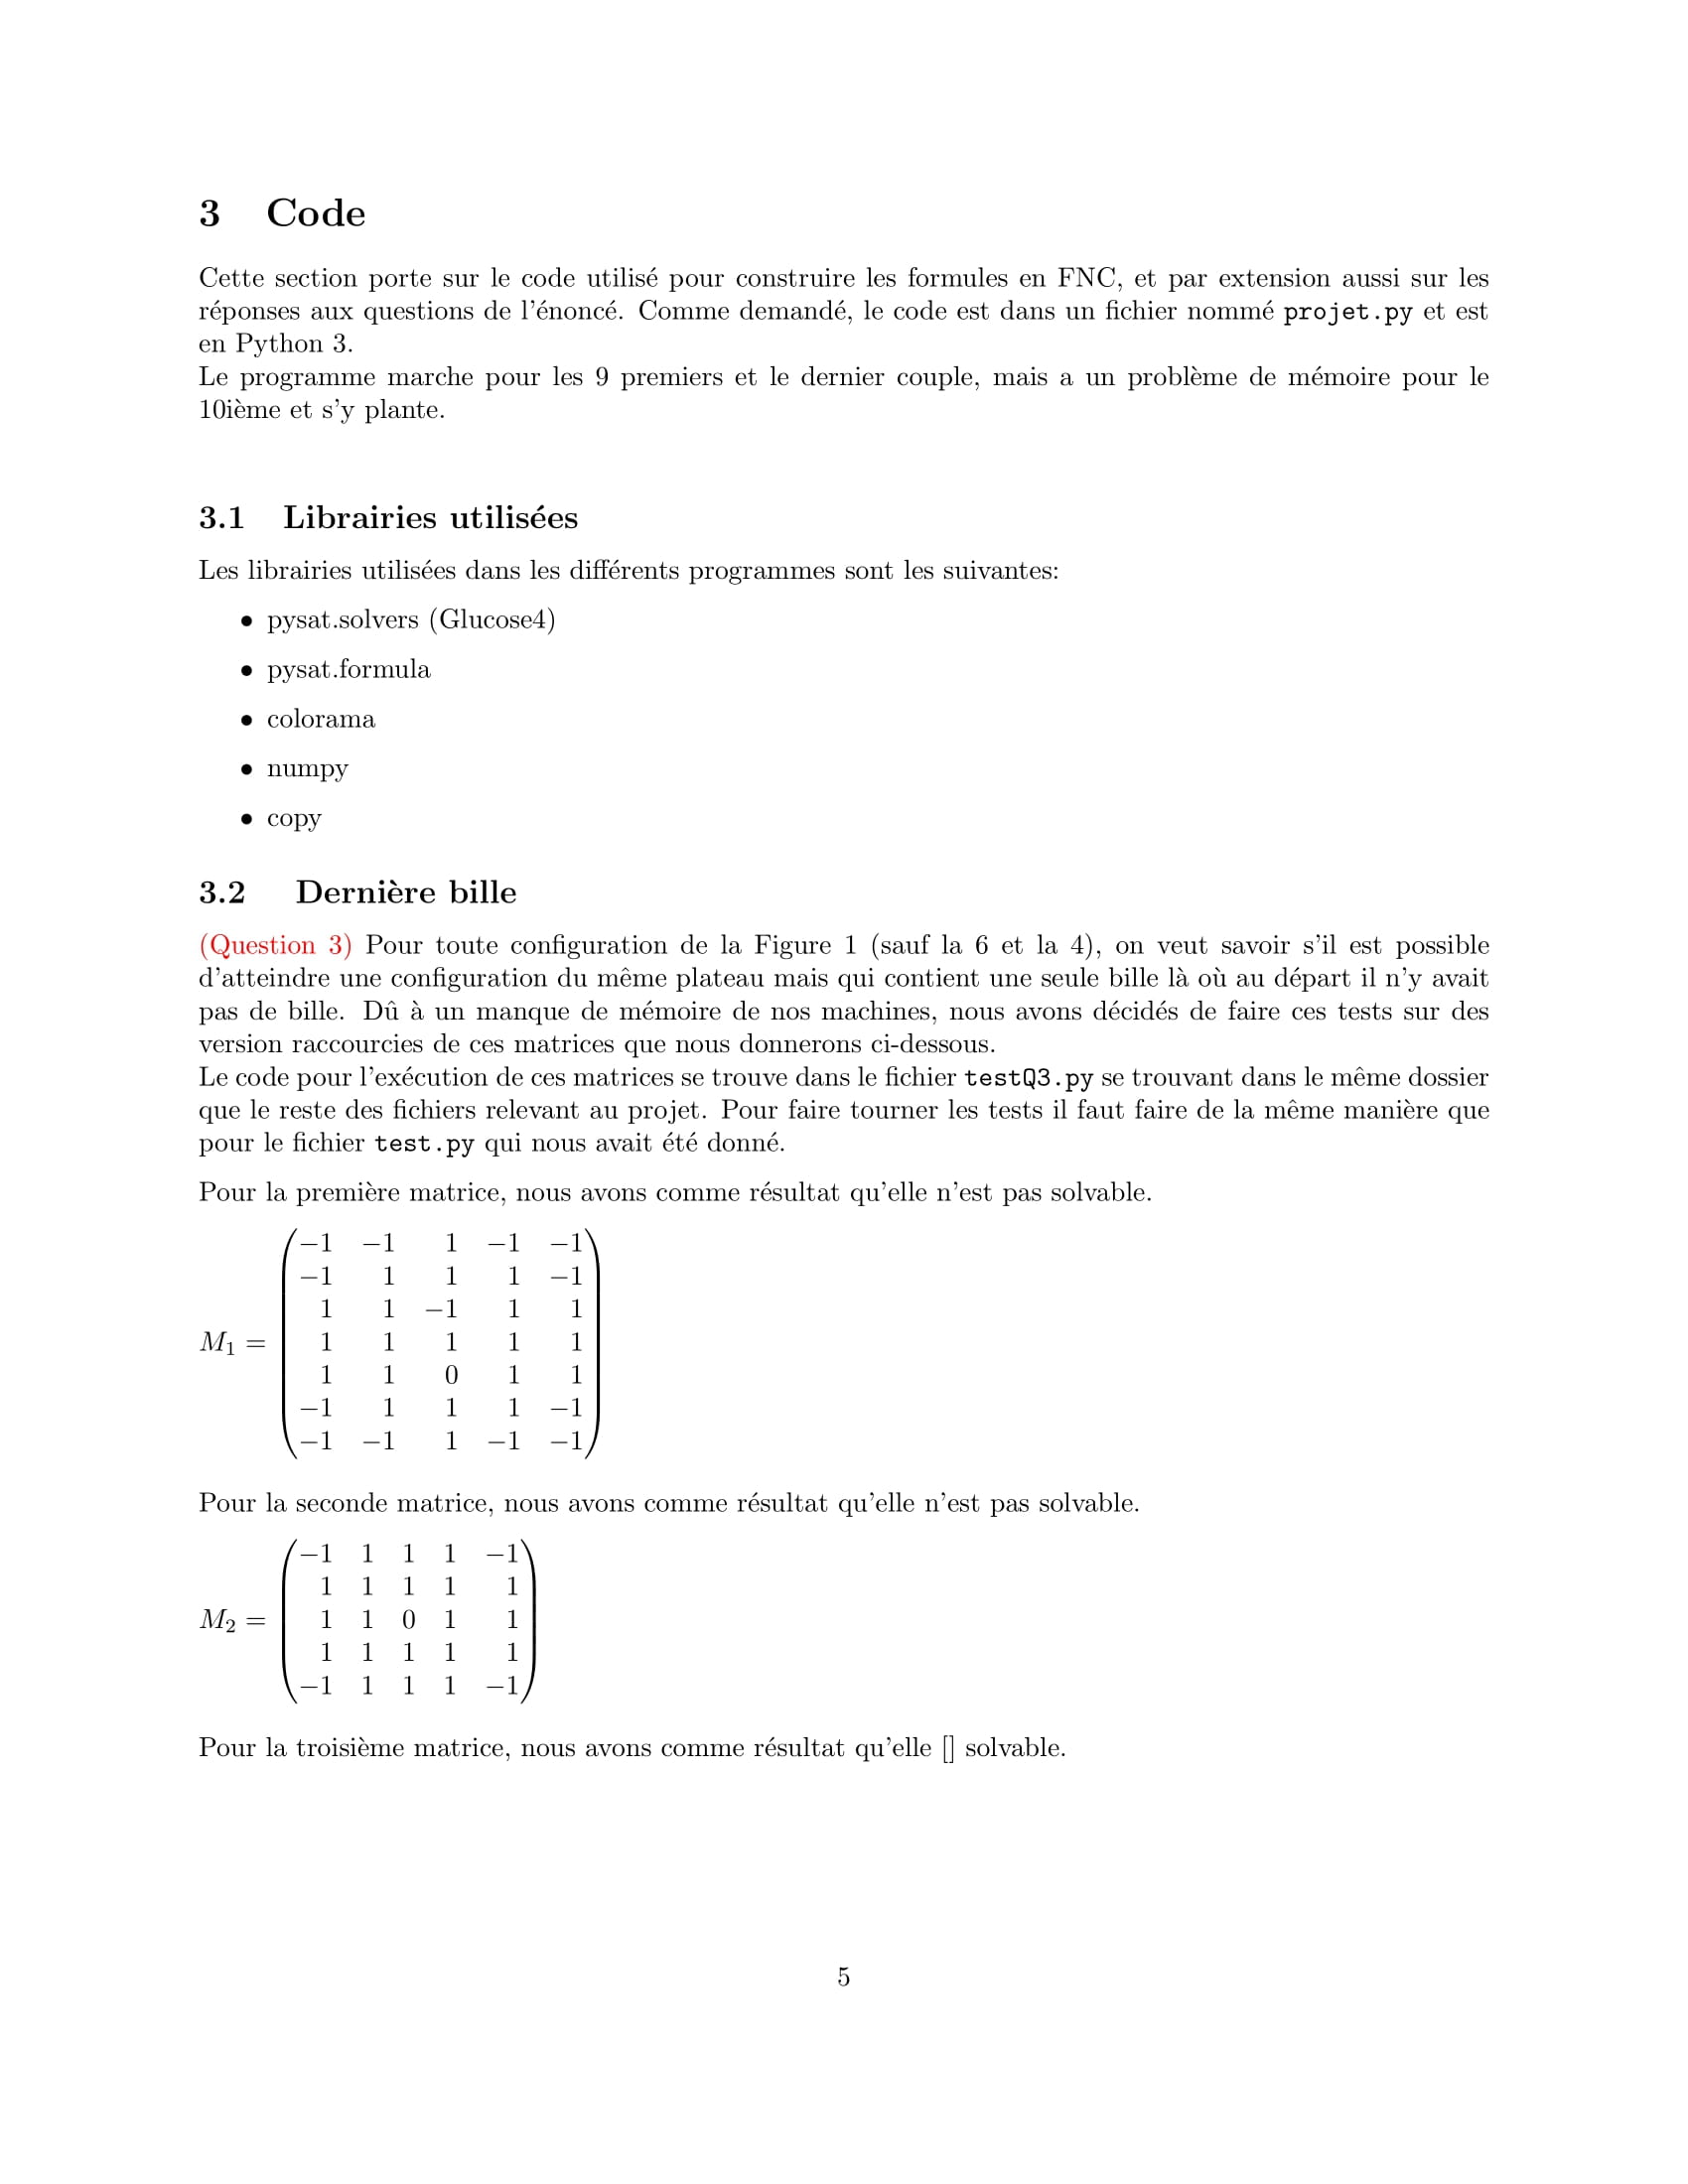 3 Code
Cette section porte sur le code utilisé pour construire les formules en FNC, et par extension aussi sur les
réponses aux questions de l'énoncé. Comme demandé, le code est dans un fichier nommé projet.py et est
en Python 3.
Le programme marche pour les 9 premiers et le dernier couple, mais a un problème de mémoire pour le
10ième et s'y plante.
3.1 Librairies utilisées
Les librairies utilisées dans les différents programmes sont les suivantes:
• pysat.solvers (Glucose4)
• pysat.formula
• colorama
• numpy
• copy
3.2 Dernière bille
(Question 3) Pour toute configuration de la Figure 1 (sauf la 6 et la 4), on veut savoir s'il est possible
d'atteindre une configuration du même plateau mais qui contient une seule bille là où au départ il n'y avait
pas de bille. Dû à un manque de mémoire de nos machines, nous avons décidés de faire ces tests sur des
version raccourcies de ces matrices que nous donnerons ci-dessous.
Le code pour l'exécution de ces matrices se trouve dans le fichier testQ3.py se trouvant dans le même dossier
que le reste des fichiers relevant au projet. Pour faire tourner les tests il faut faire de la même manière que
pour le fichier test.py qui nous avait été donné.
Pour la première matrice, nous avons comme résultat qu'elle n'est pas solvable.
−1 −1 1 −1 −1
−1 1 1 1 −1
1 1 −1 1 1
M1 = 1 1 1 1 1
1 1 0 1 1
−1 1 1 1 −1
−1 −1 1 −1 −1
Pour la seconde matrice, nous avons comme résultat qu'elle n'est pas solvable.
−1 1 1 1 −1
1 1 1 1 1
M2 = 1 1 0 1 1
1 1 1 1 1
−1 1 1 1 −1
Pour la troisième matrice, nous avons comme résultat qu'elle [] solvable.
5